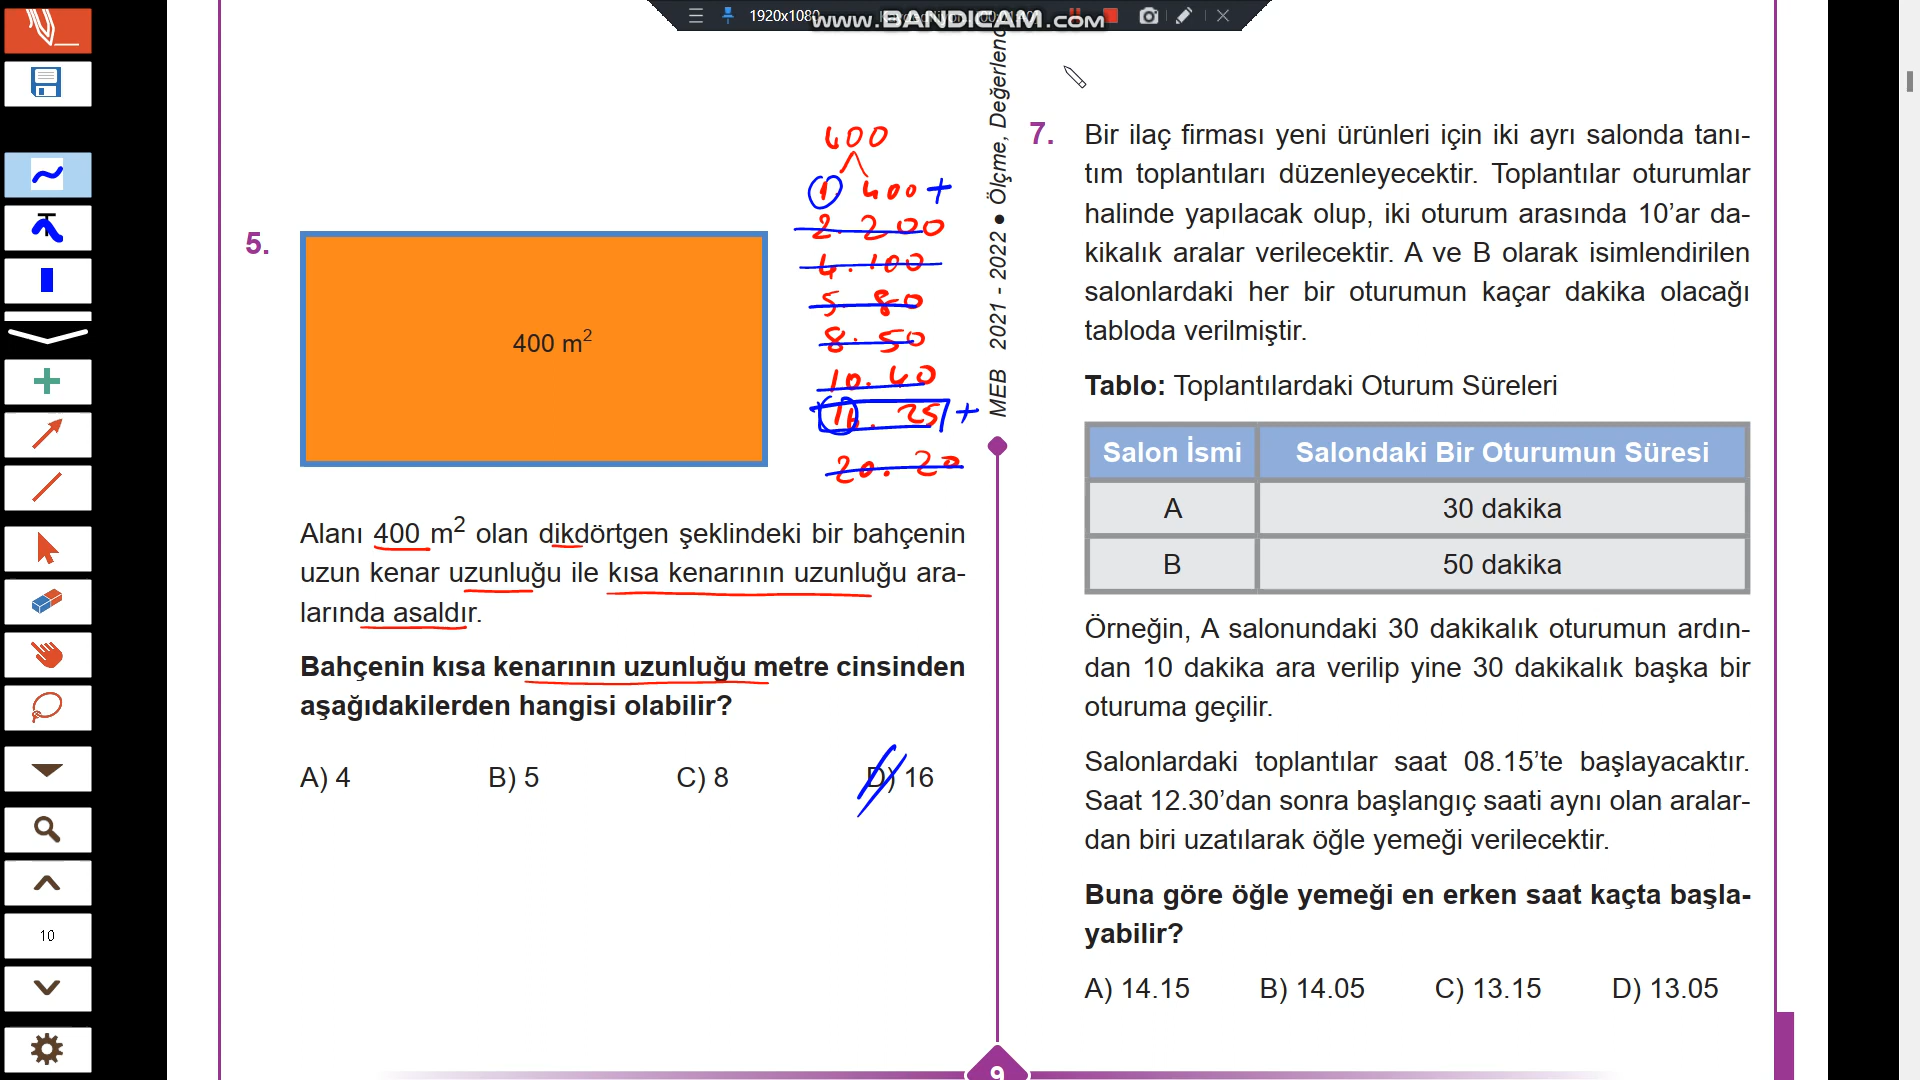 1920x1080
www.BANDICAM.com
10
5.
400 m²
400
1 400 +
2. 200
4. 100
5. 80
8. 50
10. 40
16. 25 +
20. 20
Alanı 400 m² olan dikdörtgen şeklindeki bir bahçenin
uzun kenar uzunluğu ile kısa kenarının uzunluğu ara-
larında asaldır.
Bahçenin kısa kenarının uzunluğu metre cinsinden
aşağıdakilerden hangisi olabilir?
A) 4 B) 5 C) 8 D) 16
MEB 2021 - 2022 ● Ölçme, Değerlend
7. Bir ilaç firması yeni ürünleri için iki ayrı salonda tanı-
tım toplantıları düzenleyecektir. Toplantılar oturumlar
halinde yapılacak olup, iki oturum arasında 10’ar da-
kikalık aralar verilecektir. A ve B olarak isimlendirilen
salonlardaki her bir oturumun kaçar dakika olacağı
tabloda verilmiştir.
Tablo: Toplantılardaki Oturum Süreleri
Salon İsmi Salondaki Bir Oturumun Süresi
A 30 dakika
B 50 dakika
Örneğin, A salonundaki 30 dakikalık oturumun ardın-
dan 10 dakika ara verilip yine 30 dakikalık başka bir
oturuma geçilir.
Salonlardaki toplantılar saat 08.15’te başlayacaktır.
Saat 12.30’dan sonra başlangıç saati aynı olan aralar-
dan biri uzatılarak öğle yemeği verilecektir.
Buna göre öğle yemeği en erken saat kaçta başla-
yabilir?
A) 14.15 B) 14.05 C) 13.15 D) 13.05
9